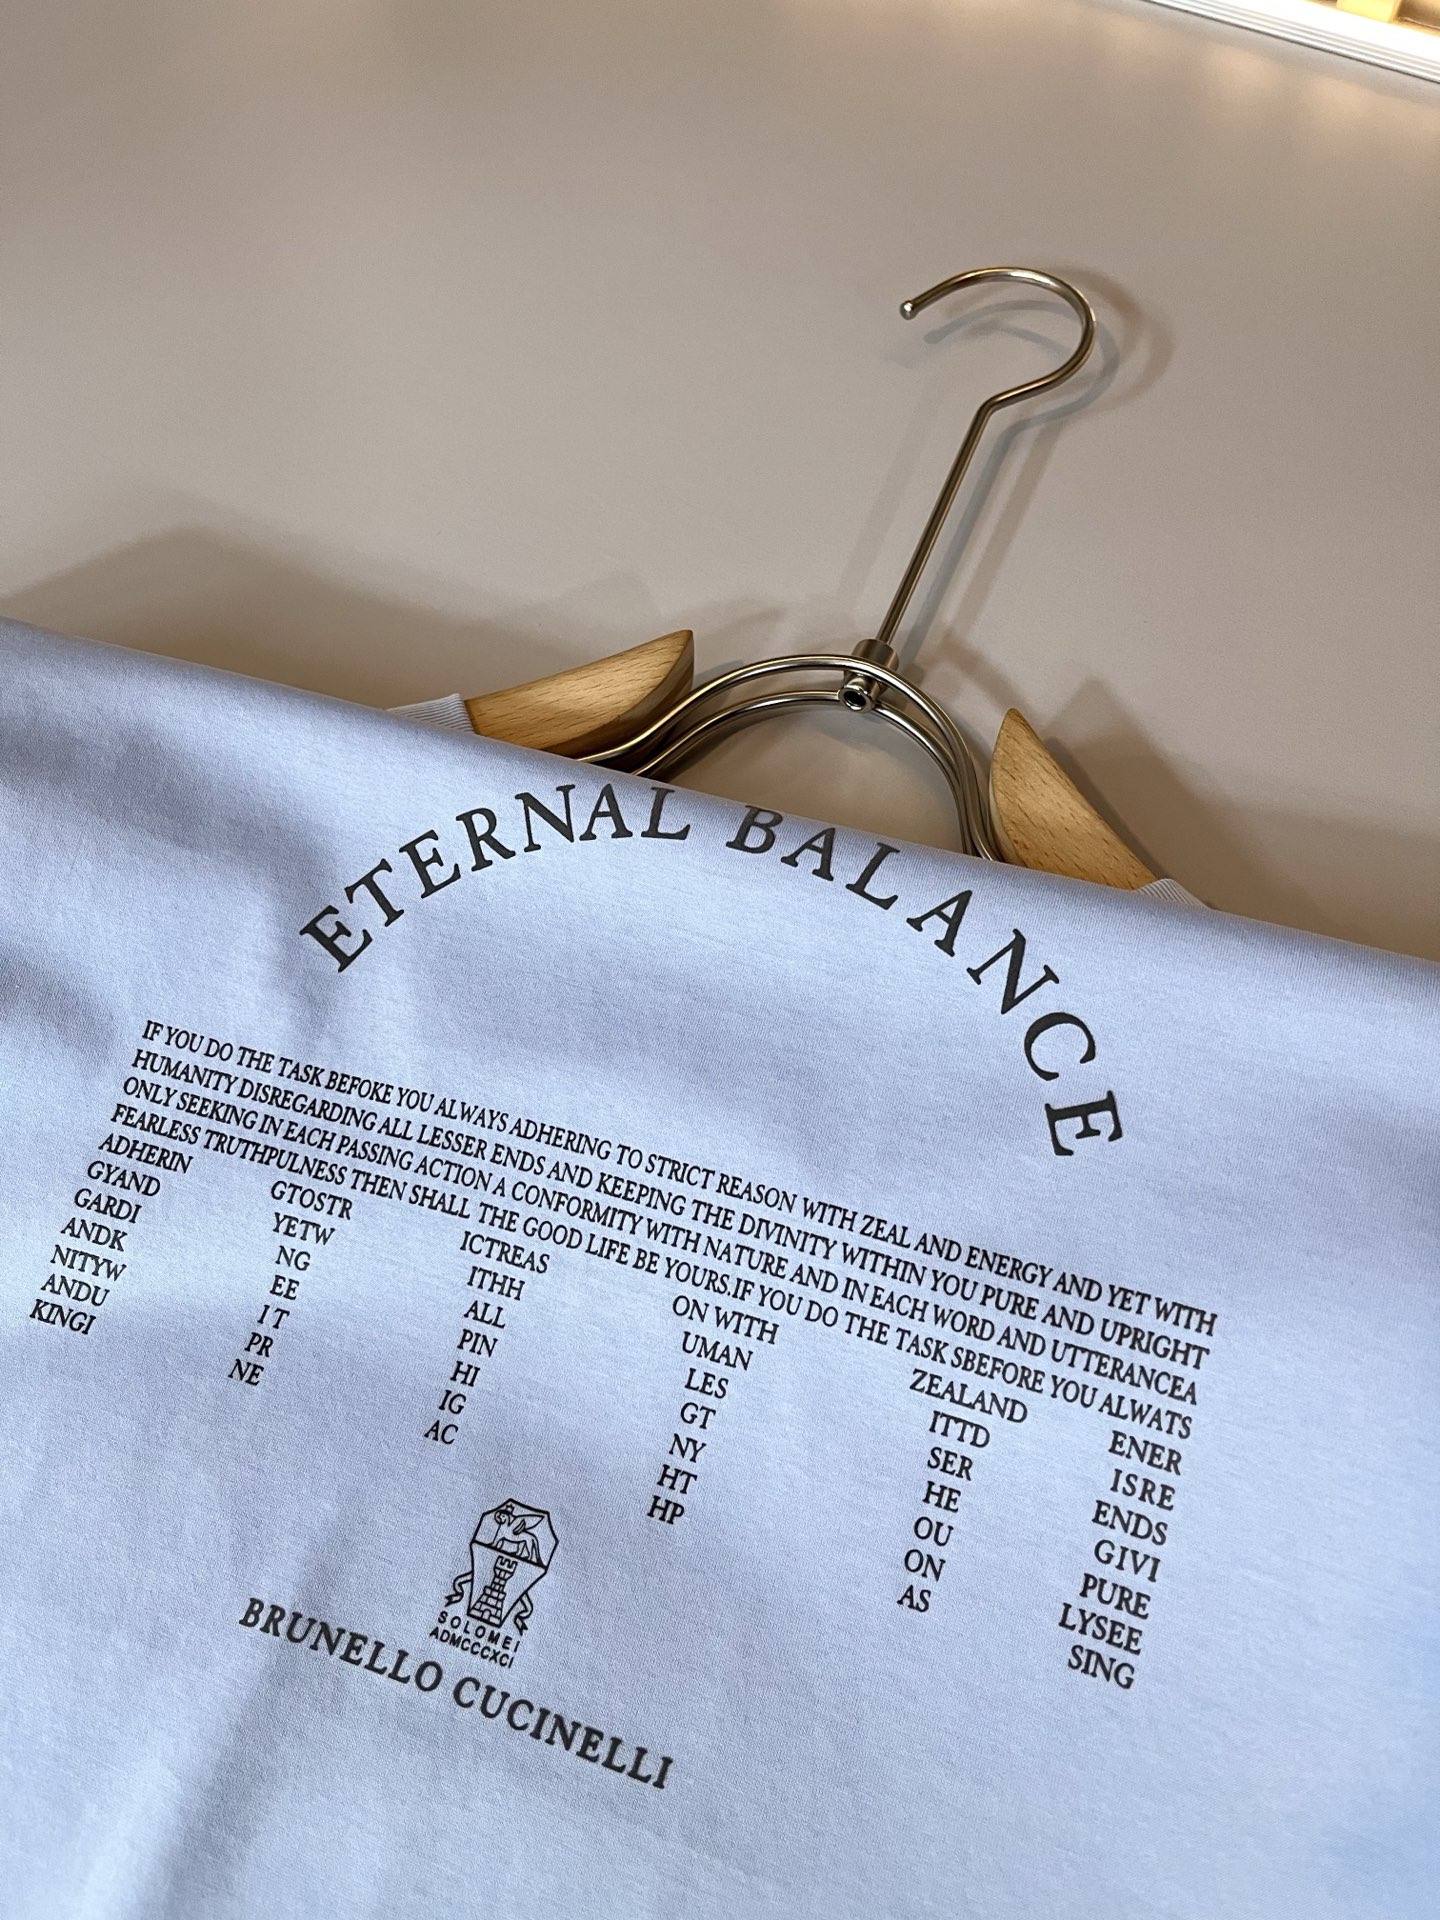 ETERNAL BALANCE
IF YOU DO THE TASK BEFOKE YOU ALWAYS ADHERING TO STRICT REASON WITH ZEAL AND ENERGY AND YET WITH
HUMANITY DISREGARDING ALL LESSER ENDS AND KEEPING THE DIVINITY WITHIN YOU PURE AND UPRIGHT
ONLY SEEKING IN EACH PASSING ACTION A CONFORMITY WITH NATURE AND IN EACH WORD AND UTTERANCEA
FEARLESS TRUTHPULNESS THEN SHALL THE GOOD LIFE BE YOURS.IF YOU DO THE TASK SBEFORE YOU ALWATS
ADHERIN GTOSTR ICTREAS ON WITH ZEALAND ENER
GYAND YETW ITHH UMAN ITTD ISRE
GARDI NG ALL LES SER ENDS
ANDK EE PIN GT HE GIVI
NITYW IT HI NY OU PURE
ANDU PR IG HT ON LYSEE
KINGI NE AC HP AS SING
SOLOMEI
ADMCCCXCI
BRUNELLO CUCINELLI